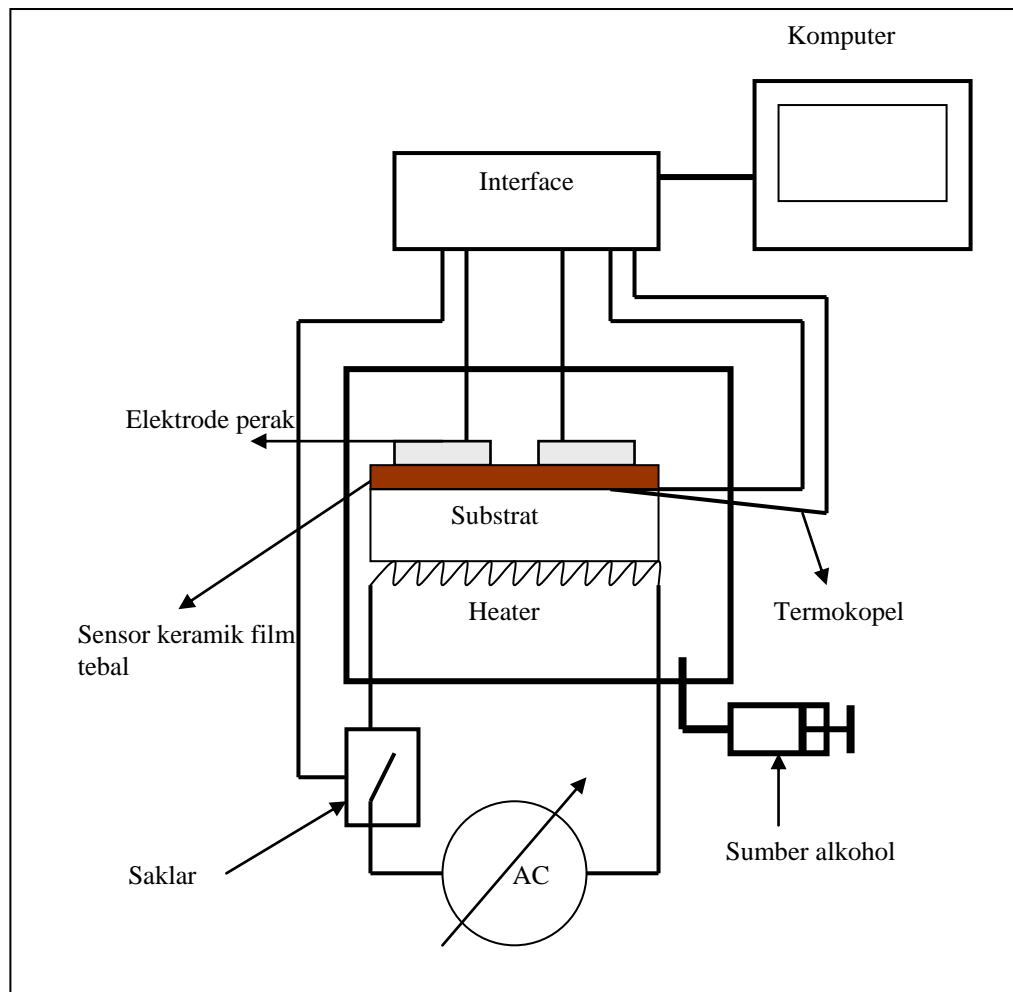 Komputer
Interface
Elektrode perak
Substrat
Heater
Termokopel
Sensor keramik film
tebal
Saklar
AC
Sumber alkohol